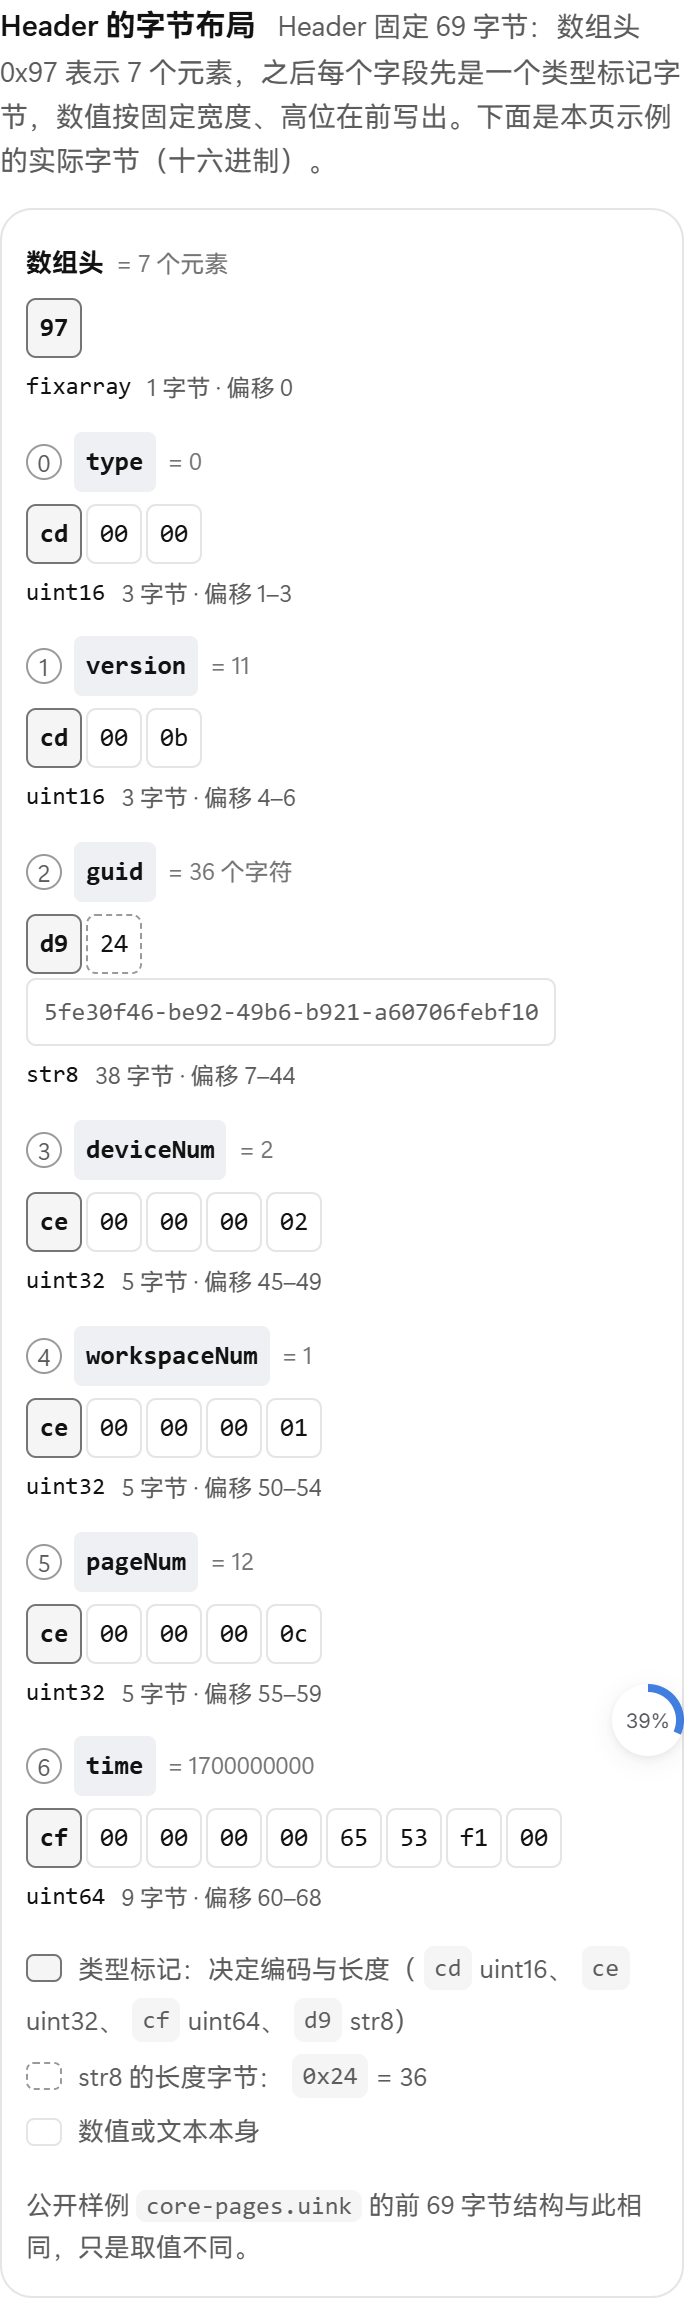 Header 的字节布局 Header 固定 69 字节：数组头
0x97 表示 7 个元素，之后每个字段先是一个类型标记字
节，数值按固定宽度、高位在前写出。下面是本页示例
的实际字节（十六进制）。
数组头 = 7 个元素
97
fixarray 1 字节 · 偏移 0
0 type = 0
cd 00 00
uint16 3 字节 · 偏移 1–3
1 version = 11
cd 00 0b
uint16 3 字节 · 偏移 4–6
2 guid = 36 个字符
d9 24
5fe30f46-be92-49b6-b921-a60706febf10
str8 38 字节 · 偏移 7–44
3 deviceNum = 2
ce 00 00 00 02
uint32 5 字节 · 偏移 45–49
4 workspaceNum = 1
ce 00 00 00 01
uint32 5 字节 · 偏移 50–54
5 pageNum = 12
ce 00 00 00 0c
uint32 5 字节 · 偏移 55–59
39%
6 time = 1700000000
cf 00 00 00 00 65 53 f1 00
uint64 9 字节 · 偏移 60–68
类型标记：决定编码与长度（ cd uint16、 ce
uint32、 cf uint64、 d9 str8）
str8 的长度字节： 0x24 = 36
数值或文本本身
公开样例 core-pages.uink 的前 69 字节结构与此相
同，只是取值不同。